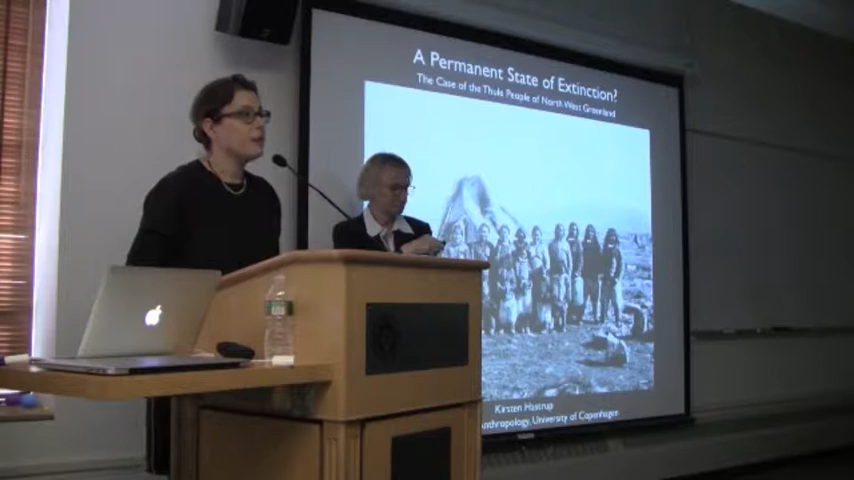 A Permanent State of Extinction?
The Case of the Thule People of North West Greenland
Kirsten Hastrup
Anthropology, University of Copenhagen